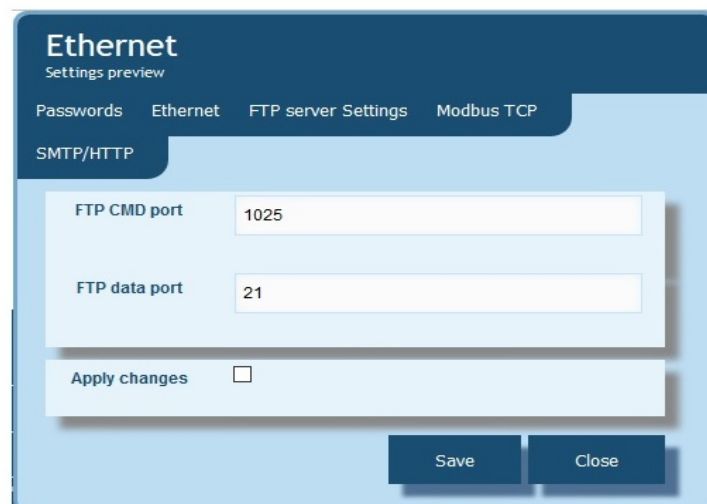 Ethernet
Settings preview
Passwords Ethernet FTP server Settings Modbus TCP
SMTP/HTTP
FTP CMD port 1025
FTP data port 21
Apply changes
Save Close